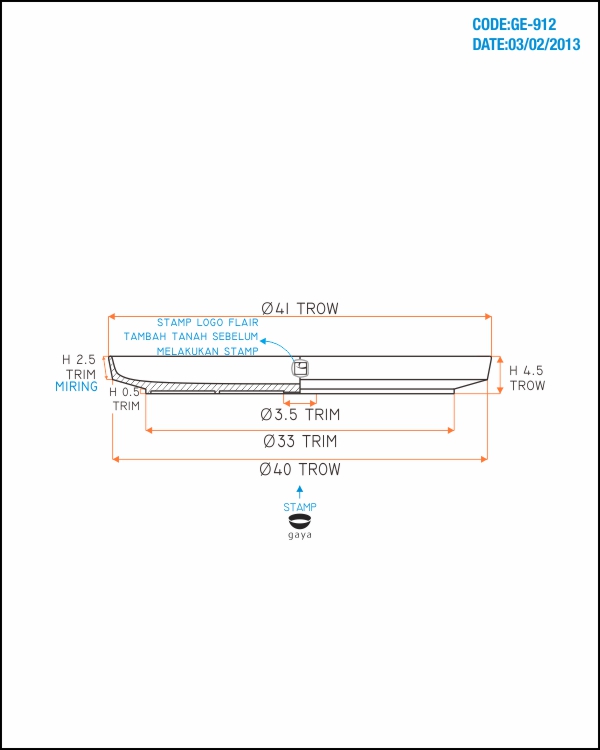 CODE:GE-912
DATE:03/02/2013
Ø41 TROW
STAMP LOGO FLAIR
TAMBAH TANAH SEBELUM
MELAKUKAN STAMP
H 2.5
TRIM
MIRING
H 0.5
TRIM
H 4.5
TROW
Ø3.5 TRIM
Ø33 TRIM
Ø40 TROW
STAMP
gaya